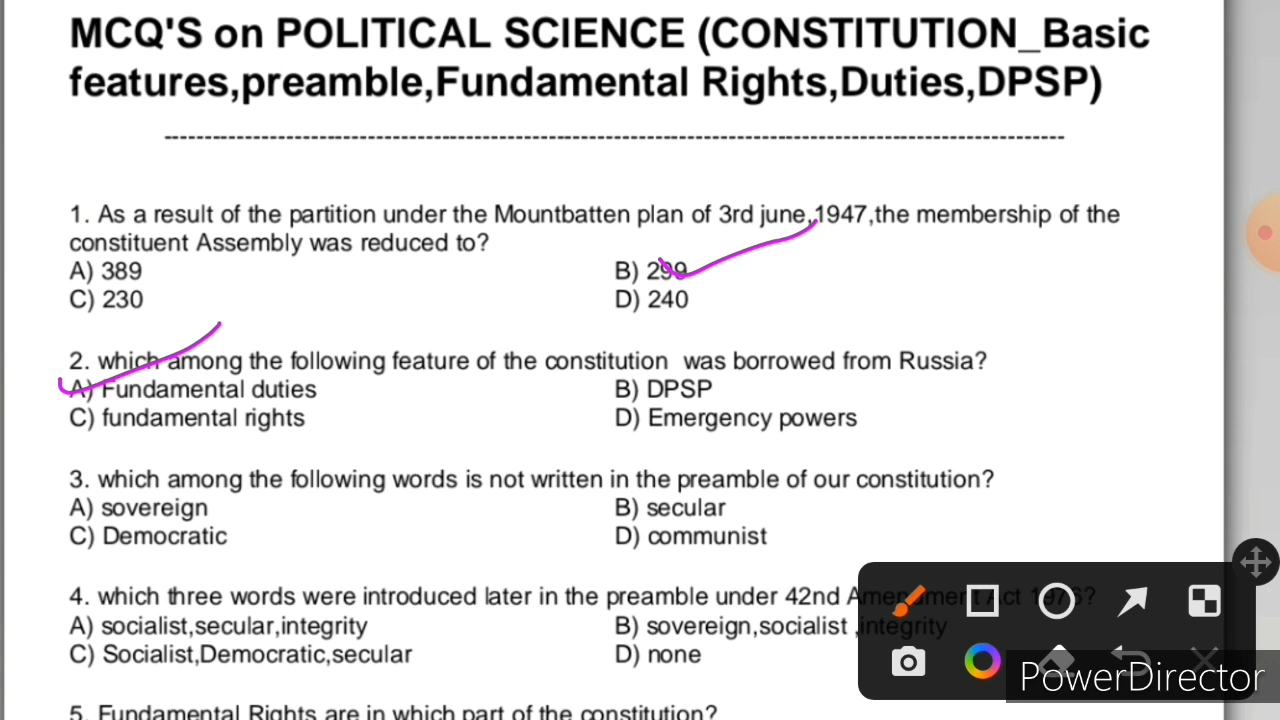 MCQ'S on POLITICAL SCIENCE (CONSTITUTION_Basic
features,preamble,Fundamental Rights,Duties,DPSP)
1. As a result of the partition under the Mountbatten plan of 3rd june,1947,the membership of the
constituent Assembly was reduced to?
A) 389 B) 299
C) 230 D) 240
2. which among the following feature of the constitution was borrowed from Russia?
A) Fundamental duties B) DPSP
C) fundamental rights D) Emergency powers
3. which among the following words is not written in the preamble of our constitution?
A) sovereign B) secular
C) Democratic D) communist
4. which three words were introduced later in the preamble under 42nd Amendment Act 1976?
A) socialist,secular,integrity B) sovereign,socialist ,integrity
C) Socialist,Democratic,secular D) none
5. Fundamental Rights are in which part of the constitution?
PowerDirector